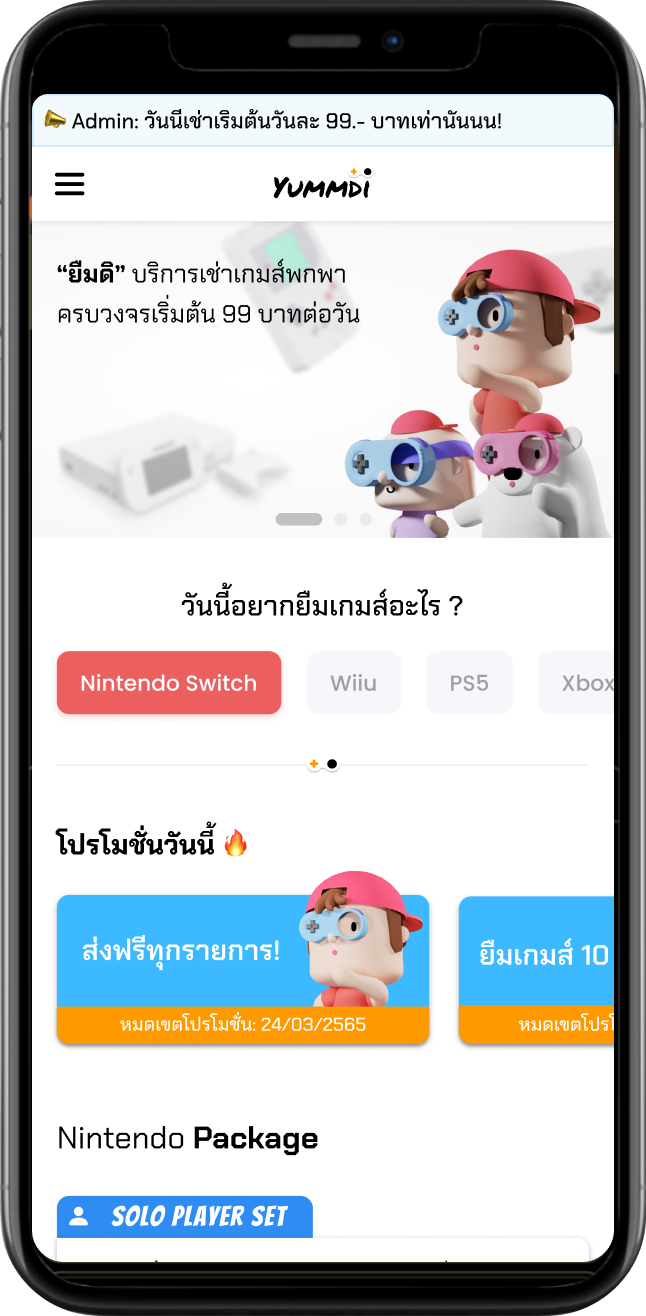 Admin: วันนี้เช่าเริ่มต้นวันละ 99.- บาทเท่านั้นนน!
YUMMDI
“ยืมดิ” บริการเช่าเกมส์พกพา
ครบวงจรเริ่มต้น 99 บาทต่อวัน
วันนี้อยากยืมเกมส์อะไร ?
Nintendo Switch
Wiiu
PS5
Xbox
โปรโมชั่นวันนี้
ส่งฟรีทุกรายการ!
หมดเขตโปรโมชั่น: 24/03/2565
ยืมเกมส์ 10
หมดเขตโปรโ
Nintendo Package
SOLO PLAYER SET